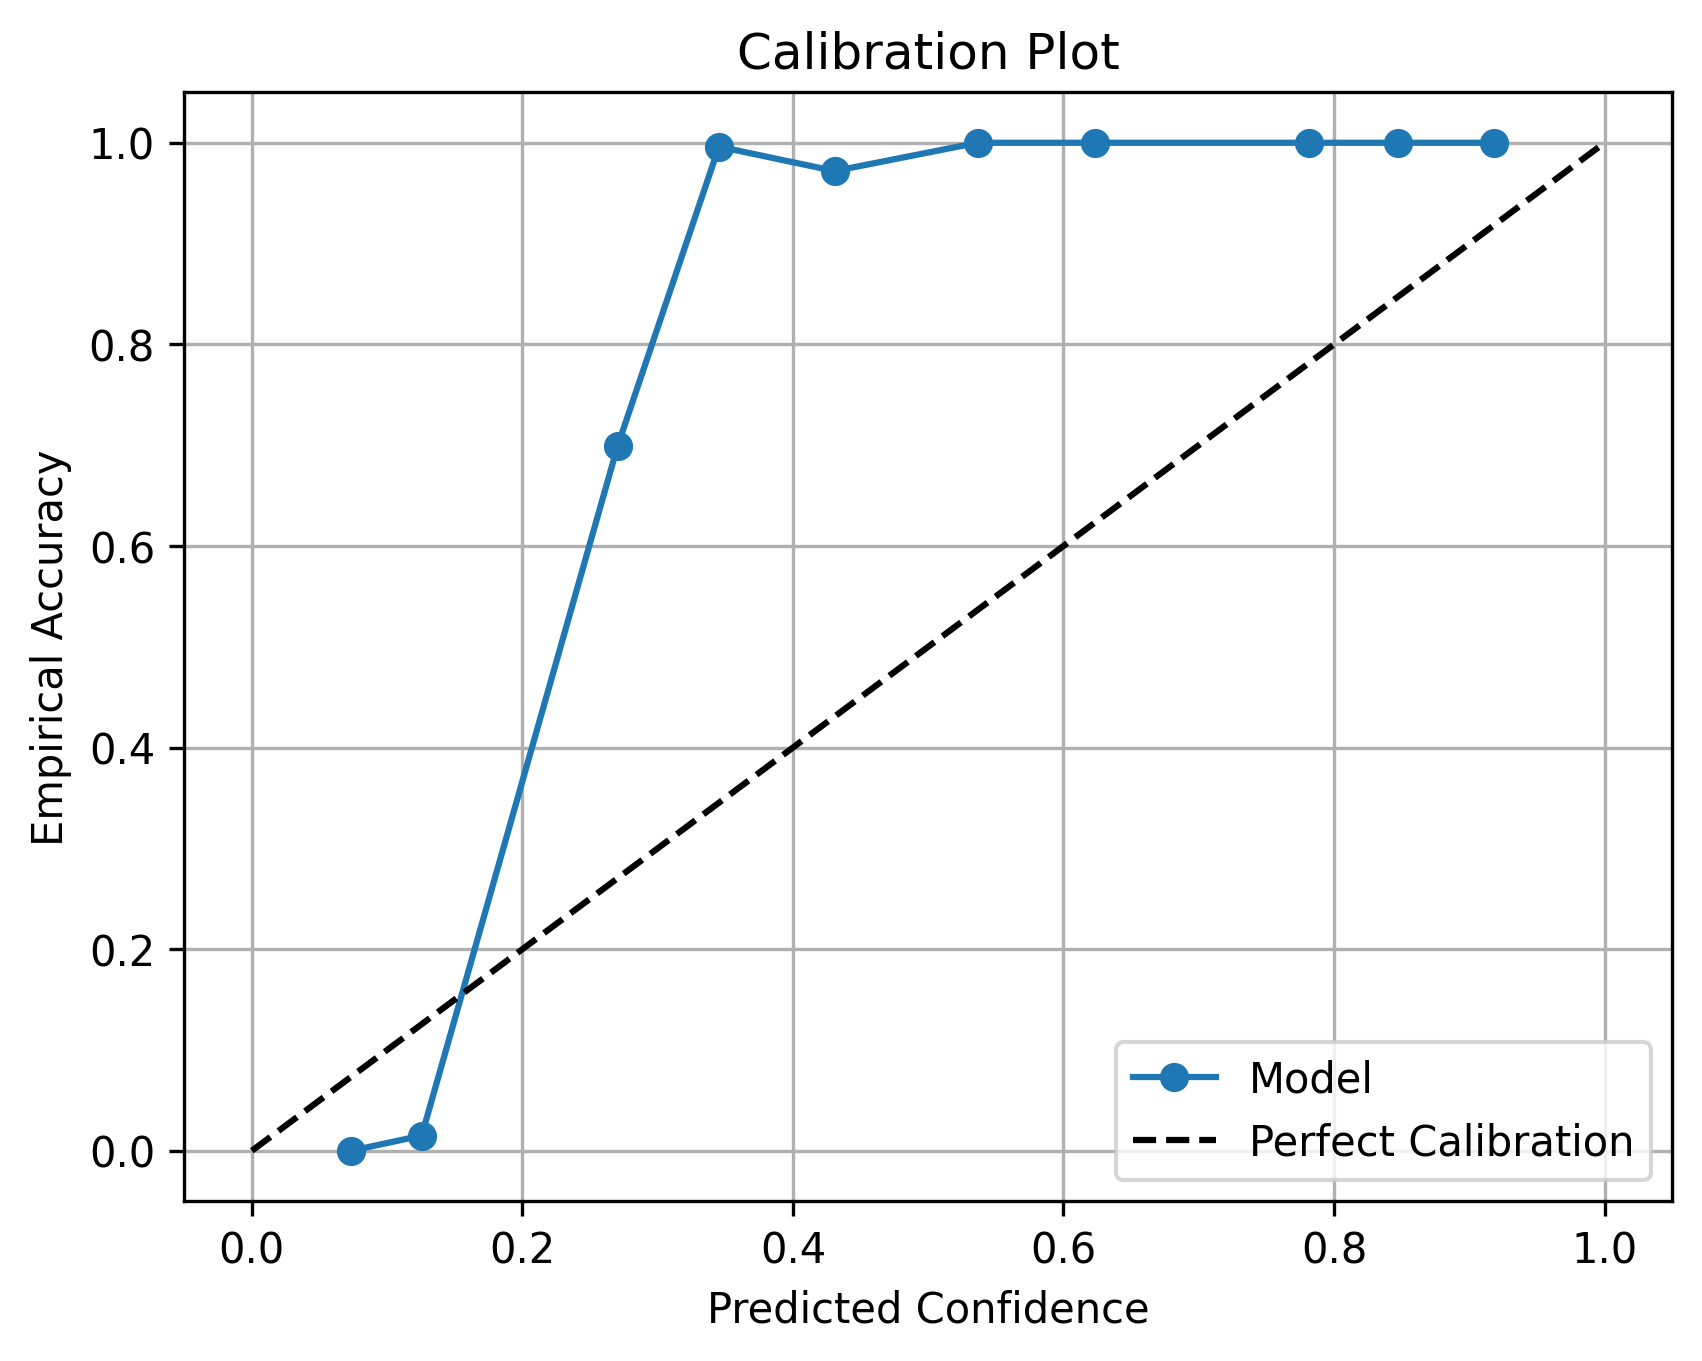 Calibration Plot
1.0
0.8
0.6
0.4
0.2
0.0
Empirical Accuracy
Model
Perfect Calibration
0.0 0.2 0.4 0.6 0.8 1.0
Predicted Confidence